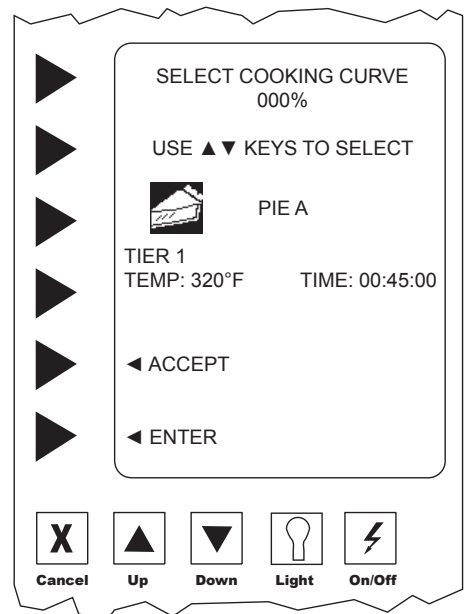 SELECT COOKING CURVE
000%
USE ▲▼ KEYS TO SELECT
PIE A
TIER 1
TEMP: 320°F TIME: 00:45:00
◄ ACCEPT
◄ ENTER
X
Cancel Up Down Light On/Off